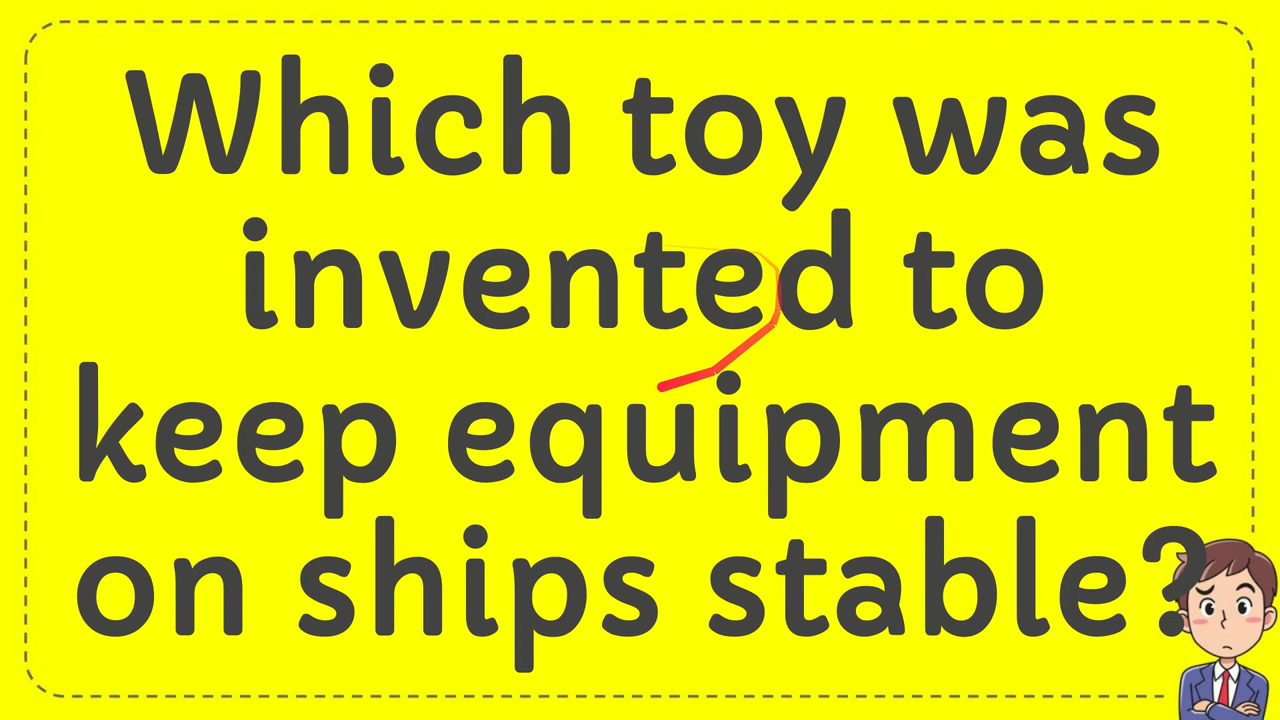 Which toy was
invented to
keep equipment
on ships stable?